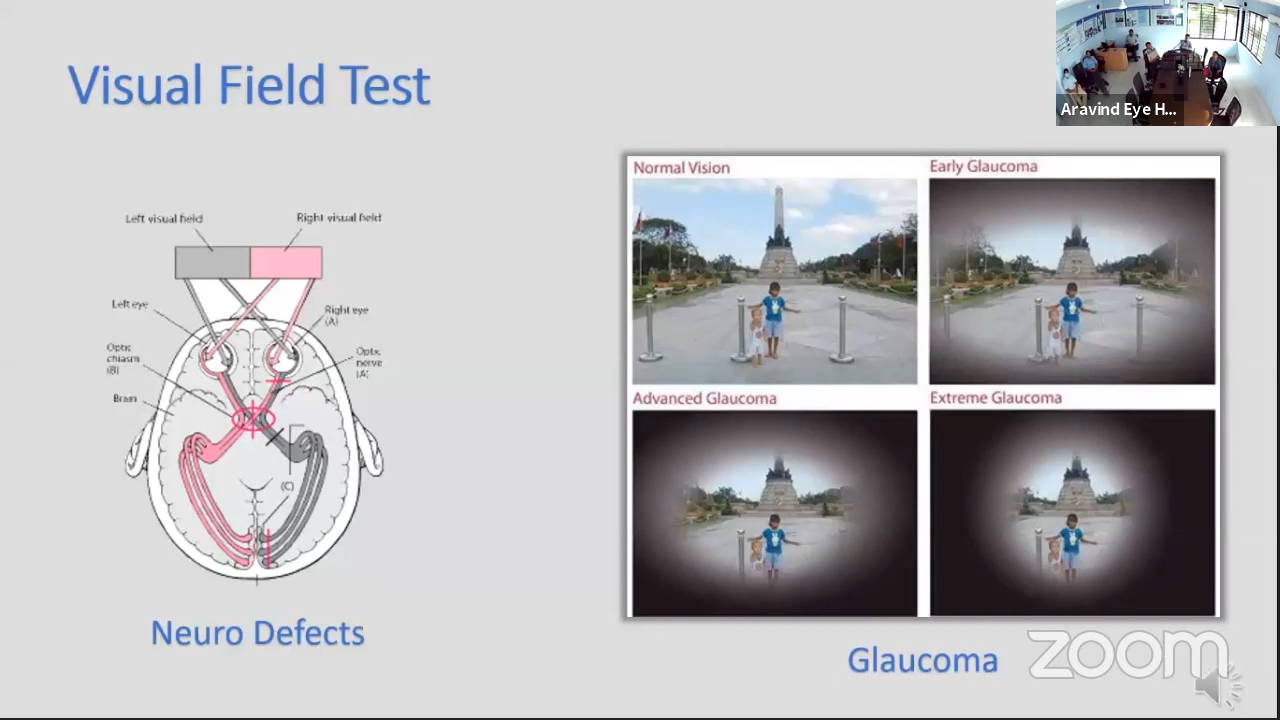 Visual Field Test
Aravind Eye H...
Left visual field
Right visual field
Left eye
Right eye
(A)
Optic
chiasm
(B)
Optic
nerve
(A)
Brain
(C)
Neuro Defects
Normal Vision
Early Glaucoma
Advanced Glaucoma
Extreme Glaucoma
Glaucoma
zoom